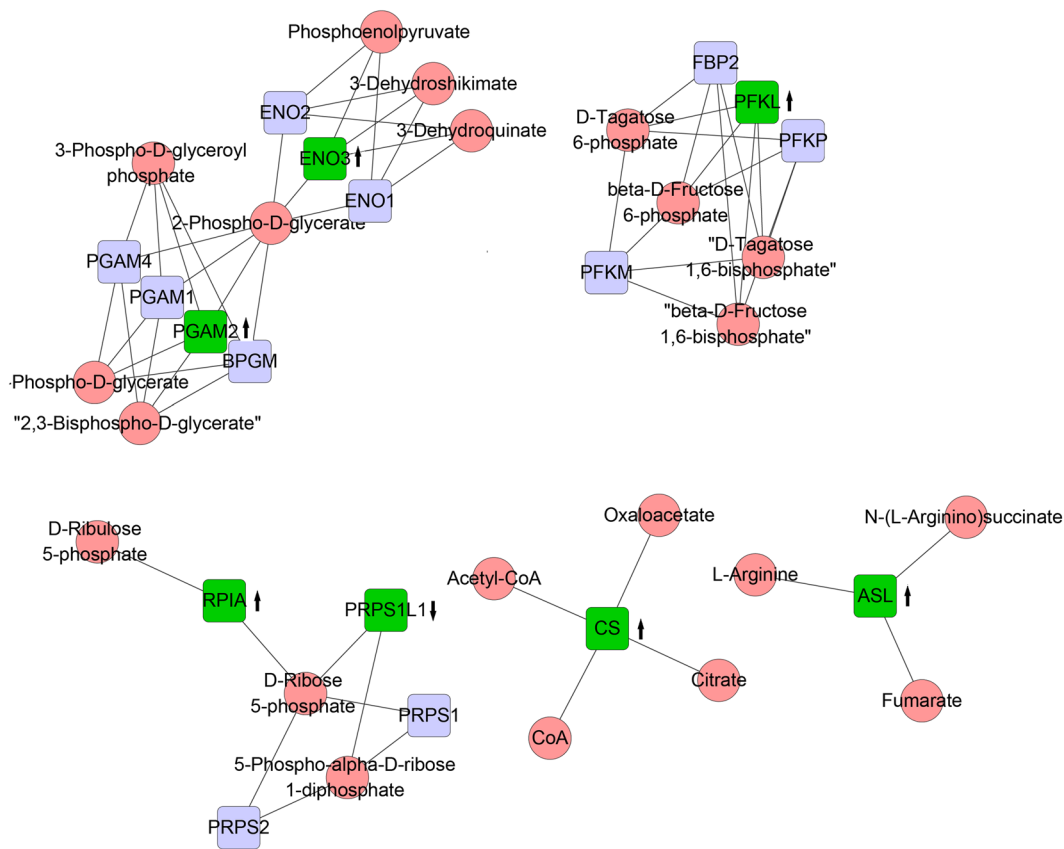 Phosphoenolpyruvate
3-Dehydroshikimate
ENO2
3-Dehydroquinate
3-Phospho-D-glyceroyl
phosphate
ENO3
ENO1
2-Phospho-D-glycerate
PGAM4
PGAM1
PGAM2
BPGM
-Phospho-D-glycerate
"2,3-Bisphospho-D-glycerate"
FBP2
PFKL
D-Tagatose
6-phosphate
PFKP
beta-D-Fructose
6-phosphate
"D-Tagatose
1,6-bisphosphate"
PFKM
"beta-D-Fructose
1,6-bisphosphate"
D-Ribulose
5-phosphate
RPIA
PRPS1L1
D-Ribose
5-phosphate
PRPS1
5-Phospho-alpha-D-ribose
1-diphosphate
PRPS2
Oxaloacetate
Acetyl-CoA
CS
Citrate
CoA
N-(L-Arginino)succinate
L-Arginine
ASL
Fumarate